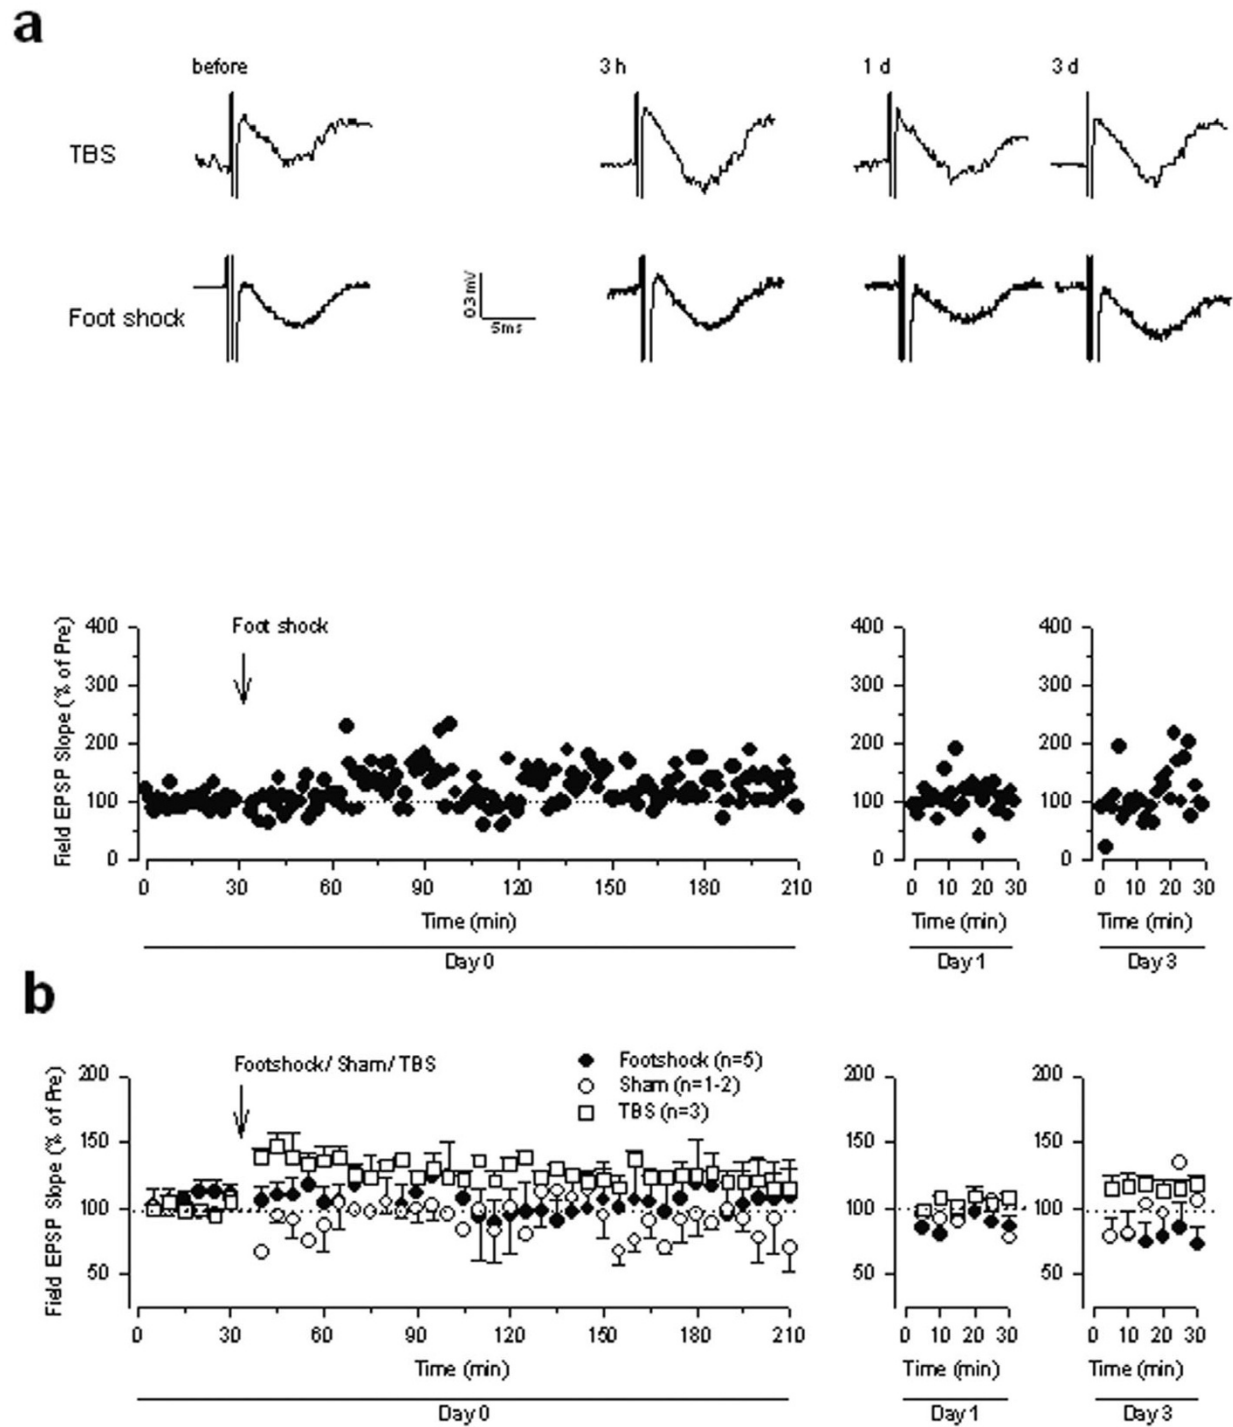 a
before 3 h 1 d 3 d
TBS
Foot shock
0.3 mV
5ms
Field EPSP Slope (% of Pre)
400 400 400
Foot shock
300 300 300
200 200 200
100 100 100
0 0 0
0 30 60 90 120 150 180 210 0 10 20 30 0 10 20 30
Time (min) Time (min) Time (min)
Day 0 Day 1 Day 3
b
Field EPSP Slope (% of Pre)
Footshock/ Sham/ TBS
Footshock (n=5)
Sham (n=1-2)
TBS (n=3)
200 200 200
150 150 150
100 100 100
50 50 50
0 30 60 90 120 150 180 210 0 10 20 30 0 10 20 30
Time (min) Time (min) Time (min)
Day 0 Day 1 Day 3